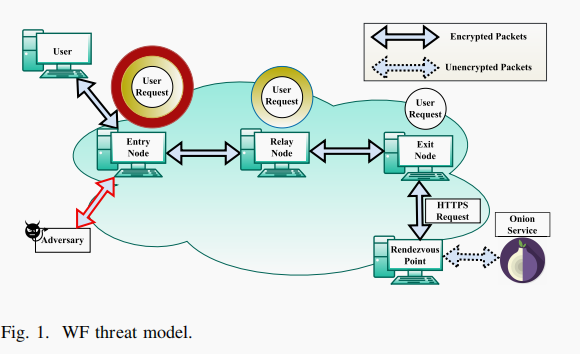 User
User
Request
User
Request
User
Request
Encrypted Packets
Unencrypted Packets
Entry
Node
Relay
Node
Exit
Node
Adversary
HTTPS
Request
Onion
Service
Rendezvous
Point
Fig. 1. WF threat model.